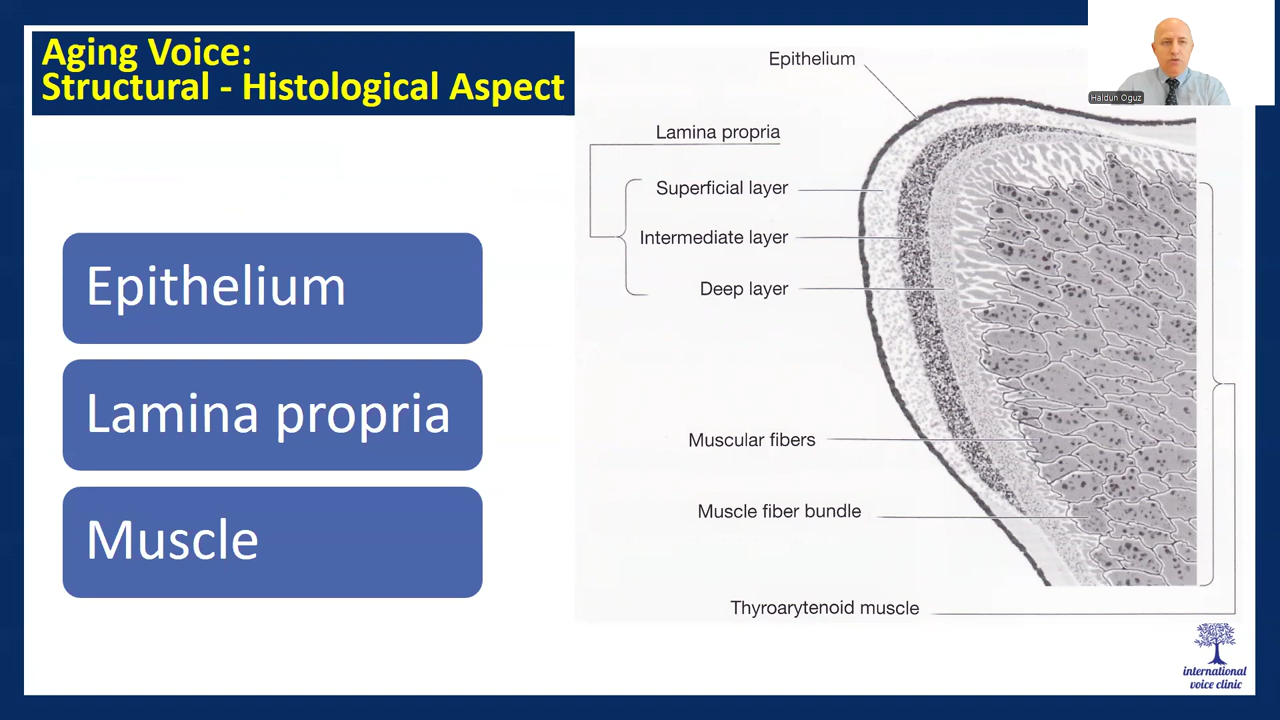 Aging Voice:
Structural - Histological Aspect
Haldun Oguz
Epithelium
Lamina propria
Muscle
Epithelium
Lamina propria
Superficial layer
Intermediate layer
Deep layer
Muscular fibers
Muscle fiber bundle
Thyroarytenoid muscle
international
voice clinic